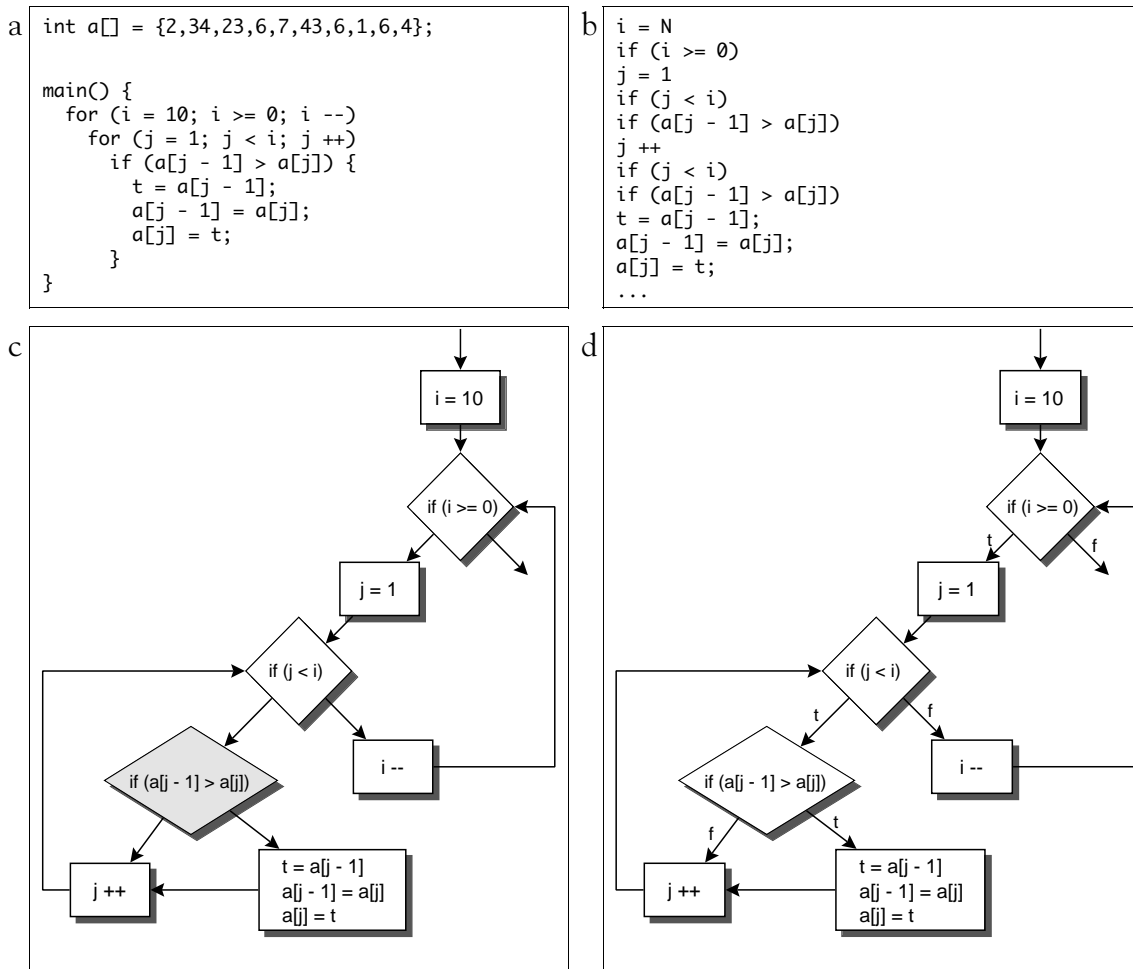 a
int a[] = {2,34,23,6,7,43,6,1,6,4};
main() {
for (i = 10; i >= 0; i --)
for (j = 1; j < i; j ++)
if (a[j - 1] > a[j]) {
t = a[j - 1];
a[j - 1] = a[j];
a[j] = t;
}
}
b
i = N
if (i >= 0)
j = 1
if (j < i)
if (a[j - 1] > a[j])
j ++
if (j < i)
if (a[j - 1] > a[j])
t = a[j - 1];
a[j - 1] = a[j];
a[j] = t;
...
c
i = 10
if (i >= 0)
j = 1
if (j < i)
if (a[j - 1] > a[j])
i --
j ++
t = a[j - 1]
a[j - 1] = a[j]
a[j] = t
d
i = 10
if (i >= 0)
t
f
j = 1
if (j < i)
t
f
if (a[j - 1] > a[j])
i --
f
t
j ++
t = a[j - 1]
a[j - 1] = a[j]
a[j] = t